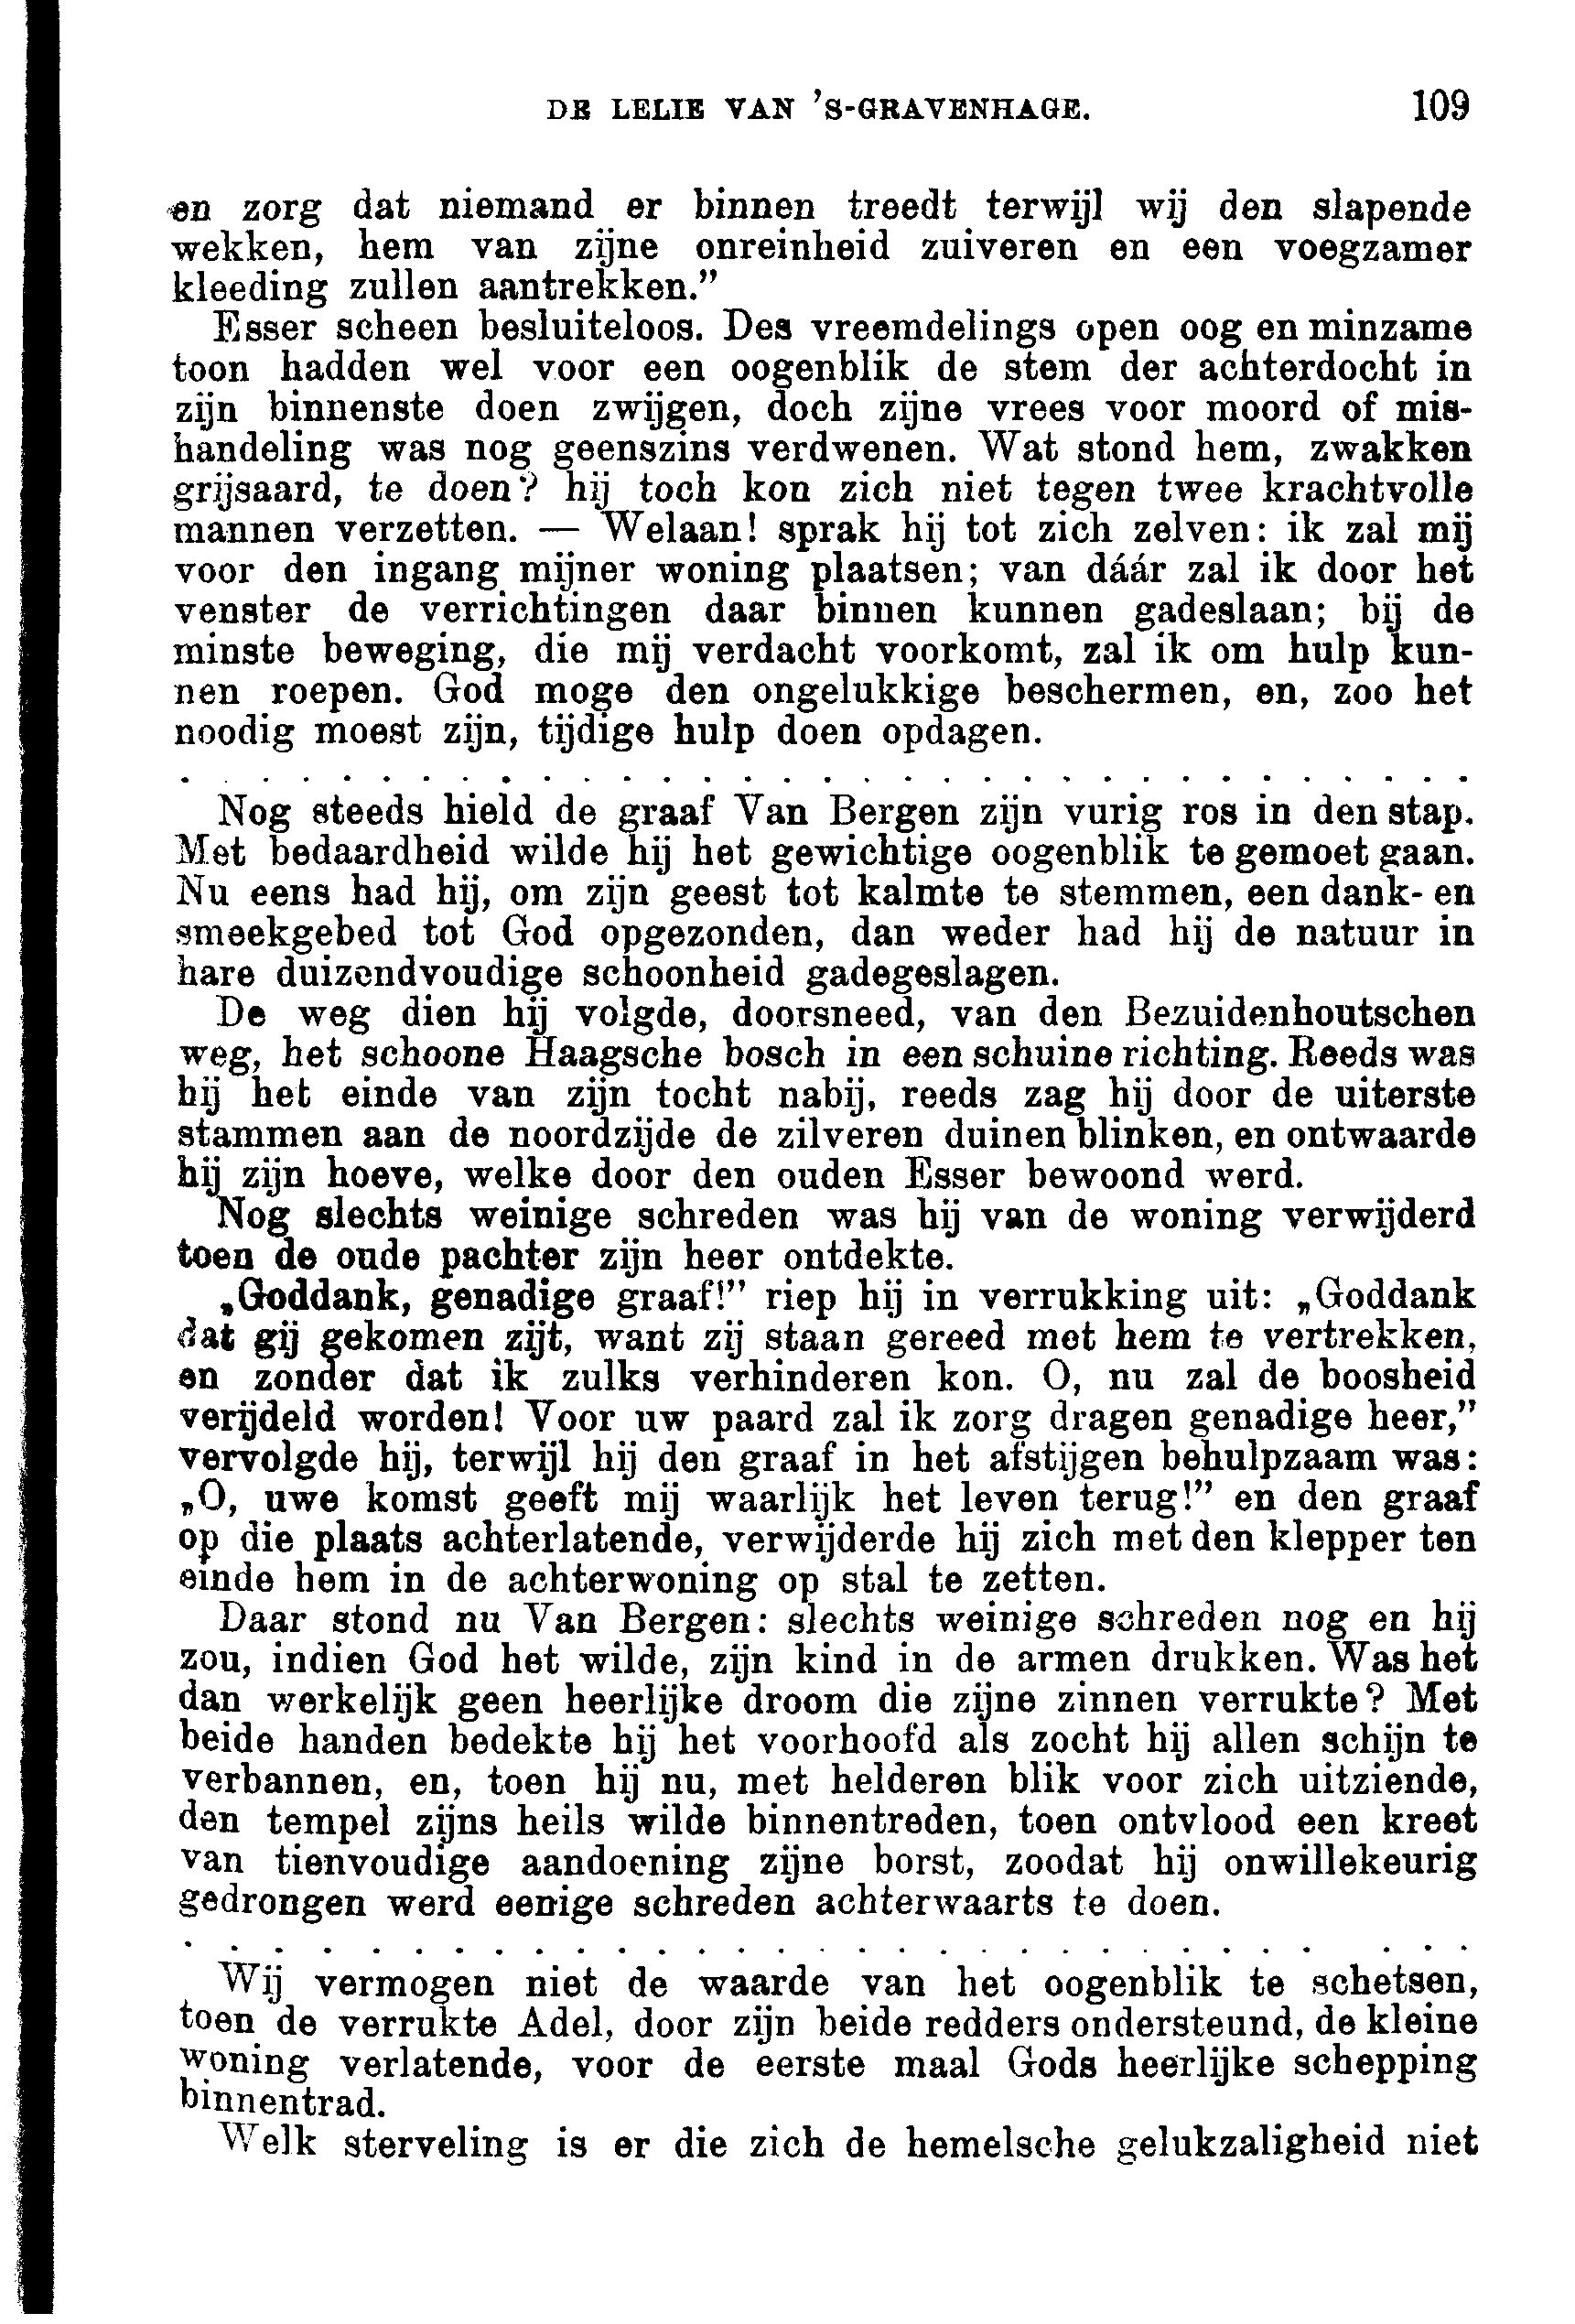 DE LELIE VAN 'S-GRAVENHAGE. 109
en zorg dat niemand er binnen treedt terwijl wij den slapende
wekken, hem van zijne onreinheid zuiveren en een voegzamer
kleeding zullen aantrekken.”
Esser scheen besluiteloos. Des vreemdelings open oog en minzame
toon hadden wel voor een oogenblik de stem der achterdocht in
zijn binnenste doen zwijgen, doch zijne vrees voor moord of mis-
handeling was nog geenszins verdwenen. Wat stond hem, zwakken
grijsaard, te doen? hij toch kon zich niet tegen twee krachtvolle
mannen verzetten. — Welaan! sprak hij tot zich zelven: ik zal mij
voor den ingang mijner woning plaatsen; van dáár zal ik door het
venster de verrichtingen daar binnen kunnen gadeslaan; bij de
minste beweging, die mij verdacht voorkomt, zal ik om hulp kun-
nen roepen. God moge den ongelukkige beschermen, en, zoo het
noodig moest zijn, tijdige hulp doen opdagen.
. . . . . . . . . . . . . . . . . . . . . . . . . . . . . . . . .
Nog steeds hield de graaf Van Bergen zijn vurig ros in den stap.
Met bedaardheid wilde hij het gewichtige oogenblik te gemoet gaan.
Nu eens had hij, om zijn geest tot kalmte te stemmen, een dank- en
smeekgebed tot God opgezonden, dan weder had hij de natuur in
hare duizendvoudige schoonheid gadegeslagen.
De weg dien hij volgde, doorsneed, van den Bezuidenhoutschen
weg, het schoone Haagsche bosch in een schuine richting. Reeds was
hij het einde van zijn tocht nabij, reeds zag hij door de uiterste
stammen aan de noordzijde de zilveren duinen blinken, en ontwaarde
hij zijn hoeve, welke door den ouden Esser bewoond werd.
Nog slechts weinige schreden was hij van de woning verwijderd
toen de oude pachter zijn heer ontdekte.
„Goddank, genadige graaf!” riep hij in verrukking uit: „Goddank
dat gij gekomen zijt, want zij staan gereed met hem te vertrekken,
en zonder dat ik zulks verhinderen kon. O, nu zal de boosheid
verijdeld worden! Voor uw paard zal ik zorg dragen genadige heer,”
vervolgde hij, terwijl hij den graaf in het afstijgen behulpzaam was:
„O, uwe komst geeft mij waarlijk het leven terug!” en den graaf
op die plaats achterlatende, verwijderde hij zich met den klepper ten
einde hem in de achterwoning op stal te zetten.
Daar stond nu Van Bergen: slechts weinige schreden nog en hij
zou, indien God het wilde, zijn kind in de armen drukken. Was het
dan werkelijk geen heerlijke droom die zijne zinnen verrukte? Met
beide handen bedekte hij het voorhoofd als zocht hij allen schijn te
verbannen, en, toen hij nu, met helderen blik voor zich uitziende,
den tempel zijns heils wilde binnentreden, toen ontvlood een kreet
van tienvoudige aandoening zijne borst, zoodat hij onwillekeurig
gedrongen werd eenige schreden achterwaarts te doen.
. . . . . . . . . . . . . . . . . . . . . . . . . . . . . . . .
Wij vermogen niet de waarde van het oogenblik te schetsen,
toen de verrukte Adel, door zijn beide redders ondersteund, de kleine
woning verlatende, voor de eerste maal Gods heerlijke schepping
binnentrad.
Welk sterveling is er die zich de hemelsche gelukzaligheid niet